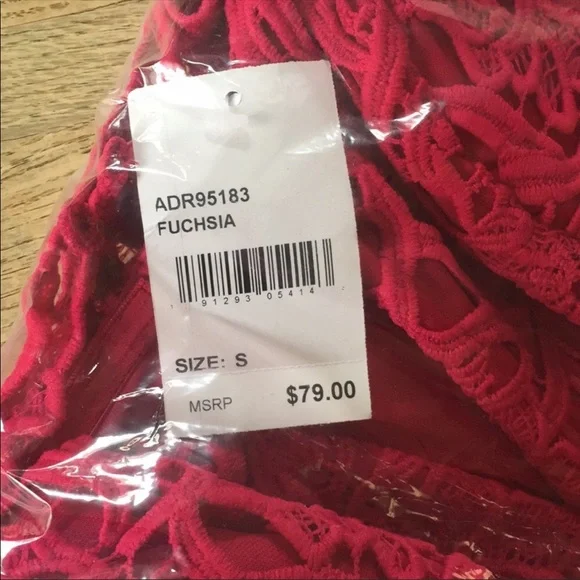 ADR95183
FUCHSIA
91293 05414
SIZE: S
MSRP $79.00